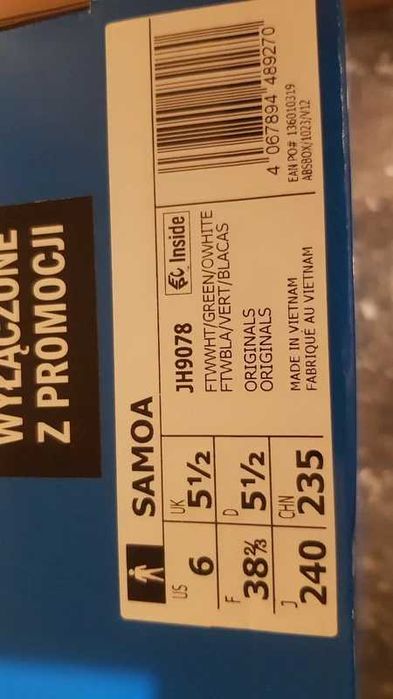 WYŁĄCZONE
Z PROMOCJI
SAMOA
US 6
UK 5½
F 38⅔
D 5½
J 240
CHN 235
JH9078
Inside
FTWWHT/GREEN/OWHITE
FTWBLA/VERT/BLACAS
ORIGINALS
ORIGINALS
MADE IN VIETNAM
FABRIQUÉ AU VIETNAM
4 067894 489270
EAN PO# 136010319
ABSBOX/1023/V12